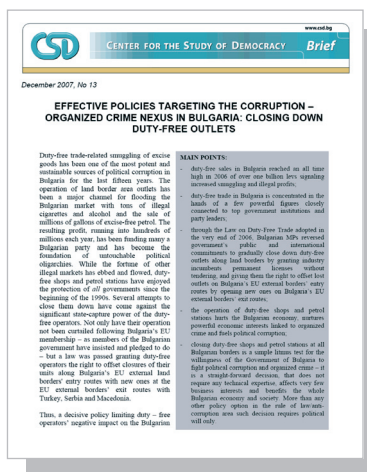 www.csd.bg
CSD
CENTER FOR THE STUDY OF DEMOCRACY
Brief
December 2007, No 13
EFFECTIVE POLICIES TARGETING THE CORRUPTION –
ORGANIZED CRIME NEXUS IN BULGARIA: CLOSING DOWN
DUTY-FREE OUTLETS
Duty-free trade-related smuggling of excise
goods has been one of the most potent and
sustainable sources of political corruption in
Bulgaria for the last fifteen years. The
operation of land border area outlets has
been a major channel for flooding the
Bulgarian market with tons of illegal
cigarettes and alcohol and the sale of
millions of gallons of excise-free petrol. The
resulting profit, running into hundreds of
millions each year, has been funding many a
Bulgarian party and has become the
foundation of untouchable political
oligarchies. While the fortune of other
illegal markets has ebbed and flowed, duty-
free shops and petrol stations have enjoyed
the protection of all governments since the
beginning of the 1990s. Several attempts to
close them down have come against the
significant state-capture power of the duty-
free operators. Not only have their operation
not been curtailed following Bulgaria's EU
membership – as members of the Bulgarian
government have insisted and pledged to do
– but a law was passed granting duty-free
operators the right to offset closures of their
units along Bulgaria's EU external land
borders' entry routes with new ones at the
EU external borders' exit routes with
Turkey, Serbia and Macedonia.
Thus, a decisive policy limiting duty – free
operators' negative impact on the Bulgarian
MAIN POINTS:
- duty-free sales in Bulgaria reached an all time
high in 2006 of over one billion levs signaling
increased smuggling and illegal profits;
- duty-free trade in Bulgaria is concentrated in the
hands of a few powerful figures closely
connected to top government institutions and
party leaders;
- through the Law on Duty-Free Trade adopted in
the very end of 2006, Bulgarian MPs reversed
government's public and international
commitments to gradually close down duty-free
outlets along land borders by granting industry
incumbents permanent licenses without
tendering, and giving them the right to offset lost
outlets on Bulgaria's EU external borders' entry
routes by opening new ones on Bulgaria's EU
external borders' exit routes;
- the operation of duty-free shops and petrol
stations hurts the Bulgarian economy, nurtures
powerful economic interests linked to organized
crime and fuels political corruption;
- closing duty-free shops and petrol stations at all
Bulgarian borders is a simple litmus test for the
willingness of the Government of Bulgaria to
fight political corruption and organized crime – it
is a straight-forward decision, that does not
require any technical expertise, affects very few
business interests and benefits the whole
Bulgarian economy and society. More than any
other policy option in the rule of law/anti-
corruption area such decision requires political
will only.